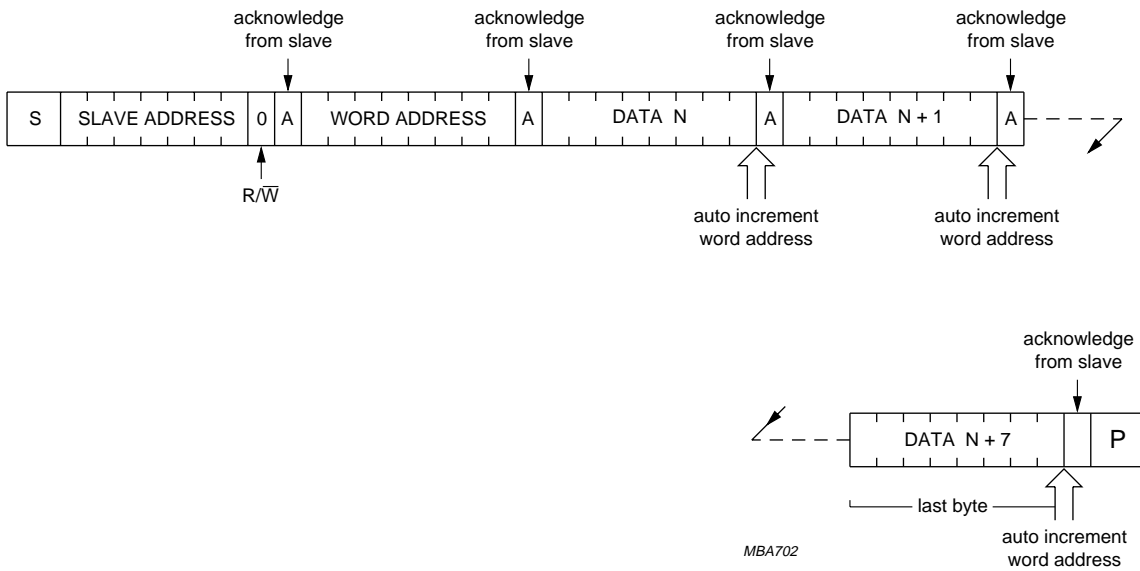 acknowledge
from slave
acknowledge
from slave
acknowledge
from slave
acknowledge
from slave
S SLAVE ADDRESS 0 A WORD ADDRESS A DATA N A DATA N + 1 A
R/W̅
auto increment
word address
auto increment
word address
acknowledge
from slave
DATA N + 7 P
last byte
auto increment
word address
MBA702